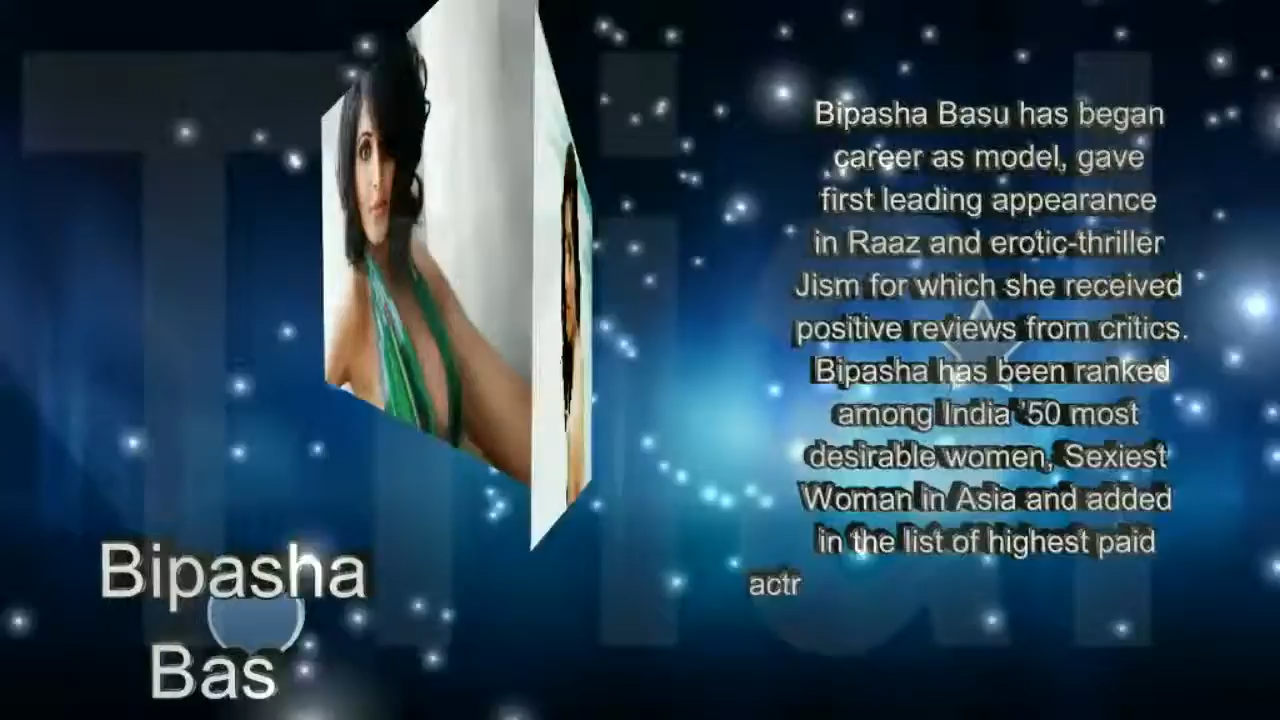 Bipasha Basu has began
career as model, gave
first leading appearance
in Raaz and erotic-thriller
Jism for which she received
positive reviews from critics.
Bipasha has been ranked
among India '50 most
desirable women, Sexiest
Woman in Asia and added
in the list of highest paid
actr
Bipasha
Bas
Trial